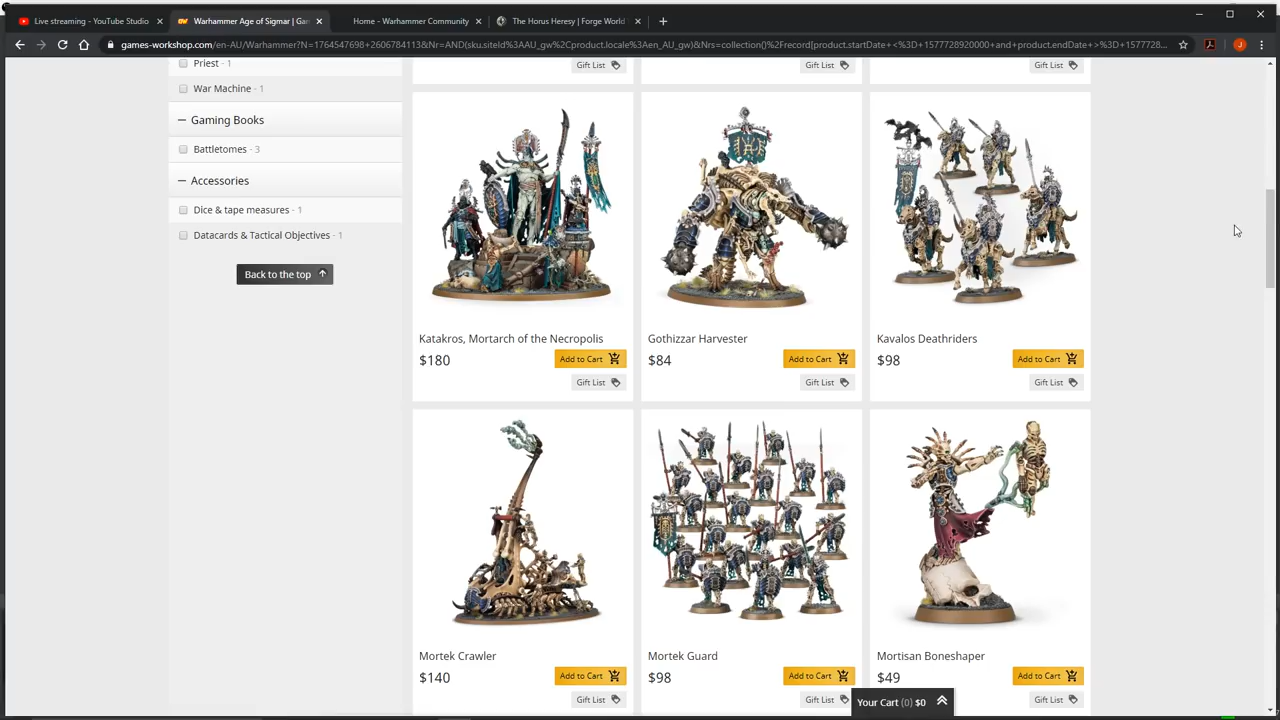 Live streaming - YouTube Studio
Warhammer Age of Sigmar | Gam
Home - Warhammer Community
The Horus Heresy | Forge World
games-workshop.com/en-AU/Warhammer?N=1764547698+2606784113&Nr=AND(sku.siteId%3AAU_gw%2Cproduct.locale%3Aen_AU_gw)&Nrs=collection()%2Frecord[product.startDate+<%3D+1577728920000+and+product.endDate+>%3D+1577728...
J
Priest - 1
War Machine - 1
Gaming Books
Battletomes - 3
Accessories
Dice & tape measures - 1
Datacards & Tactical Objectives - 1
Back to the top
Gift List
Gift List
Gift List
Katakros, Mortarch of the Necropolis
$180
Add to Cart
Gift List
Gothizzar Harvester
$84
Add to Cart
Gift List
Kavalos Deathriders
$98
Add to Cart
Gift List
Mortek Crawler
$140
Add to Cart
Gift List
Mortek Guard
$98
Add to Cart
Gift List
Mortisan Boneshaper
$49
Add to Cart
Gift List
Your Cart (0) $0